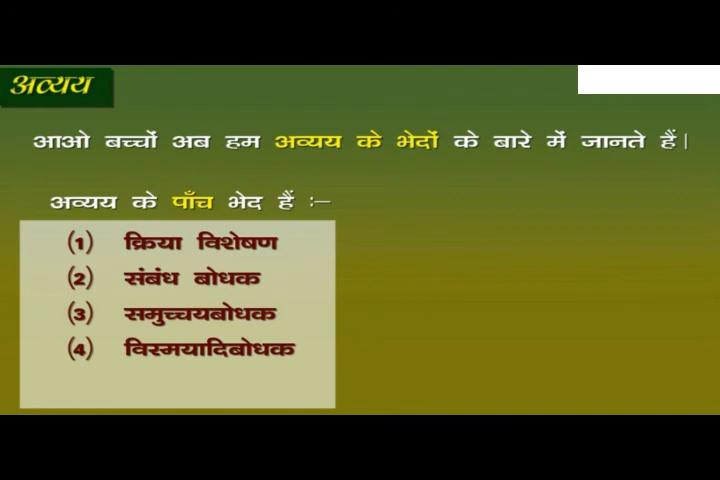 अव्यय
आओ बच्चों अब हम अव्यय के भेदों के बारे में जानते हैं।
अव्यय के पाँच भेद हैं :–
(1) क्रिया विशेषण
(2) संबंध बोधक
(3) समुच्चयबोधक
(4) विस्मयादिबोधक